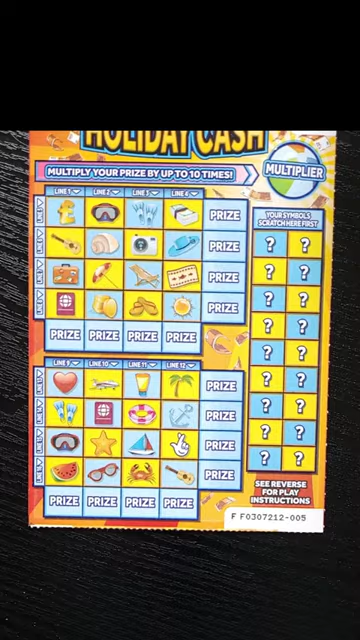 HOLIDAY CASH
MULTIPLY YOUR PRIZE BY UP TO 10 TIMES!
MULTIPLIER
LINE 1 LINE 2 LINE 3 LINE 4
YOUR SYMBOLS
SCRATCH HERE FIRST
PRIZE
PRIZE
PRIZE
PRIZE
PRIZE PRIZE PRIZE PRIZE
? ?
? ?
? ?
? ?
? ?
? ?
? ?
? ?
? ?
LINE 9 LINE 10 LINE 11 LINE 12
PRIZE
PRIZE
PRIZE
PRIZE
PRIZE PRIZE PRIZE PRIZE
SEE REVERSE
FOR PLAY
INSTRUCTIONS
F F0307212-005